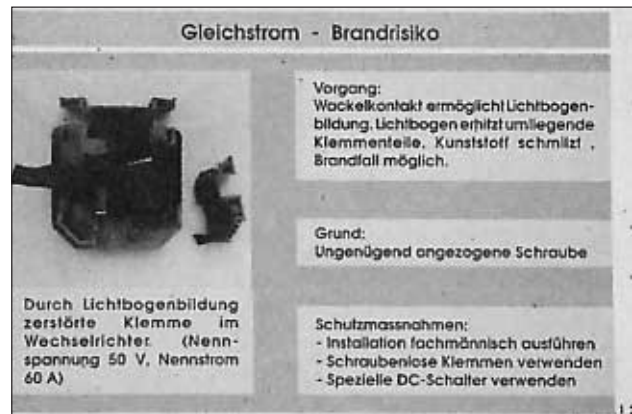 Gleichstrom - Brandrisiko
Vorgang:
Wackelkontakt ermöglicht Lichtbogen-
bildung. Lichtbogen erhitzt umliegende
Klemmenteile, Kunststoff schmilzt .
Brandfall möglich.
Grund:
Ungenügend angezogene Schraube
Durch Lichtbogenbildung
zerstörte Klemme im
Wechselrichter. (Nenn-
spannung 50 V, Nennstrom
60 A)
Schutzmassnahmen:
- Installation fachmännisch ausführen
- Schraubenlose Klemmen verwenden
- Spezielle DC-Schalter verwenden